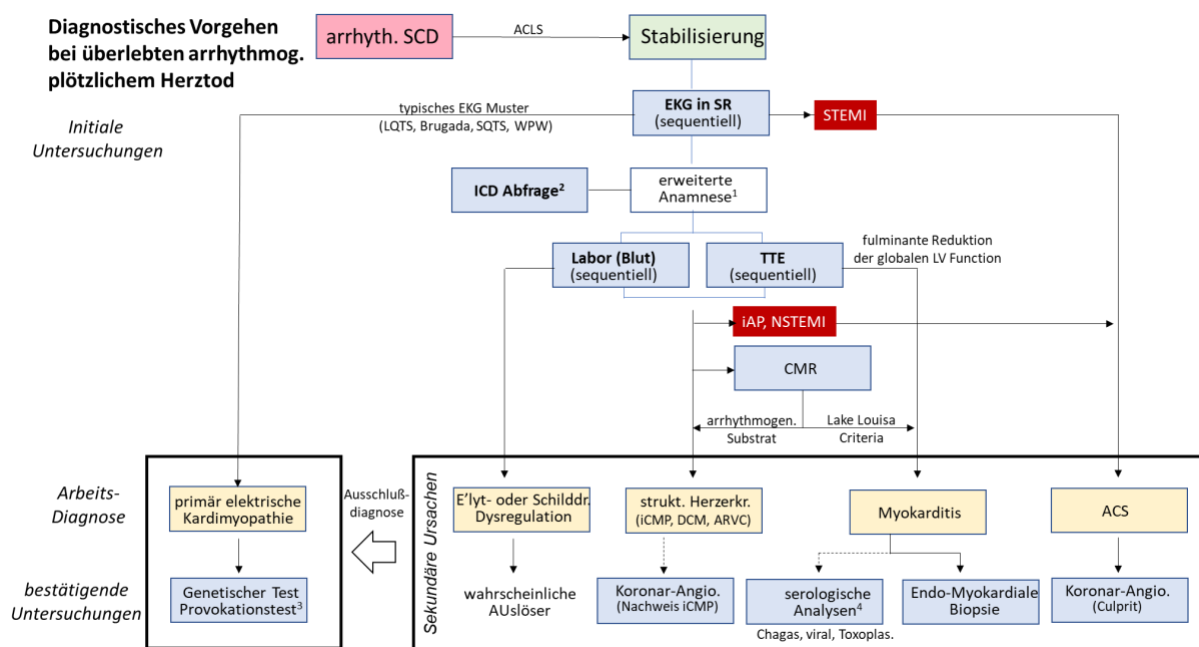 Diagnostisches Vorgehen
bei überlebten arrhythmog.
plötzlichem Herztod
arrhyth. SCD
ACLS
Stabilisierung
Initiale
Untersuchungen
typisches EKG Muster
(LQTS, Brugada, SQTS, WPW)
EKG in SR
(sequentiell)
STEMI
ICD Abfrage²
erweiterte
Anamnese¹
Labor (Blut)
(sequentiell)
TTE
(sequentiell)
fulminante Reduktion
der globalen LV Function
iAP, NSTEMI
CMR
arrhythmogen.
Substrat
Lake Louisa
Criteria
Arbeits-
Diagnose
primär elektrische
Kardimyopathie
Ausschluß-
diagnose
Sekundäre Ursachen
E'lyt- oder Schilddr.
Dysregulation
strukt. Herzerkr.
(iCMP, DCM, ARVC)
Myokarditis
ACS
bestätigende
Untersuchungen
Genetischer Test
Provokationstest³
wahrscheinliche
AUslöser
Koronar-Angio.
(Nachweis iCMP)
serologische
Analysen⁴
Chagas, viral, Toxoplas.
Endo-Myokardiale
Biopsie
Koronar-Angio.
(Culprit)